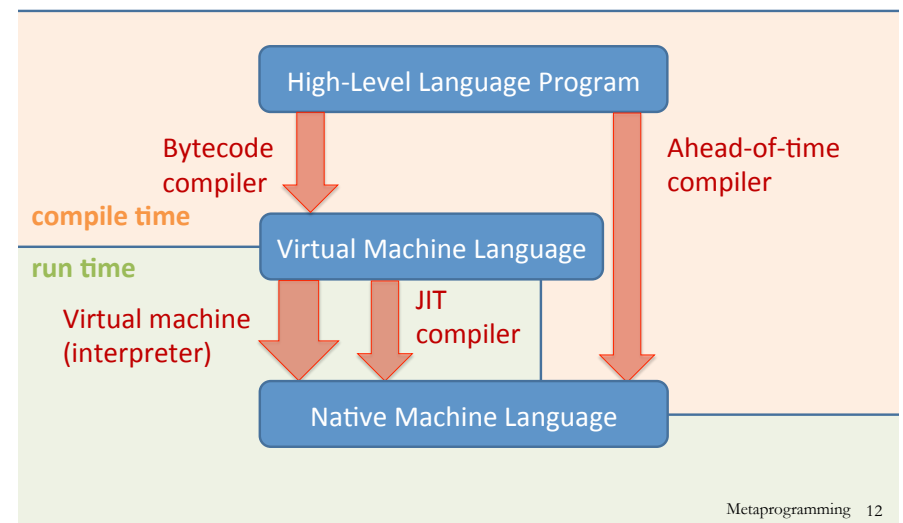 High-Level Language Program
Bytecode
compiler
Ahead-of-time
compiler
compile time
Virtual Machine Language
run time
Virtual machine
(interpreter)
JIT
compiler
Native Machine Language
Metaprogramming 12